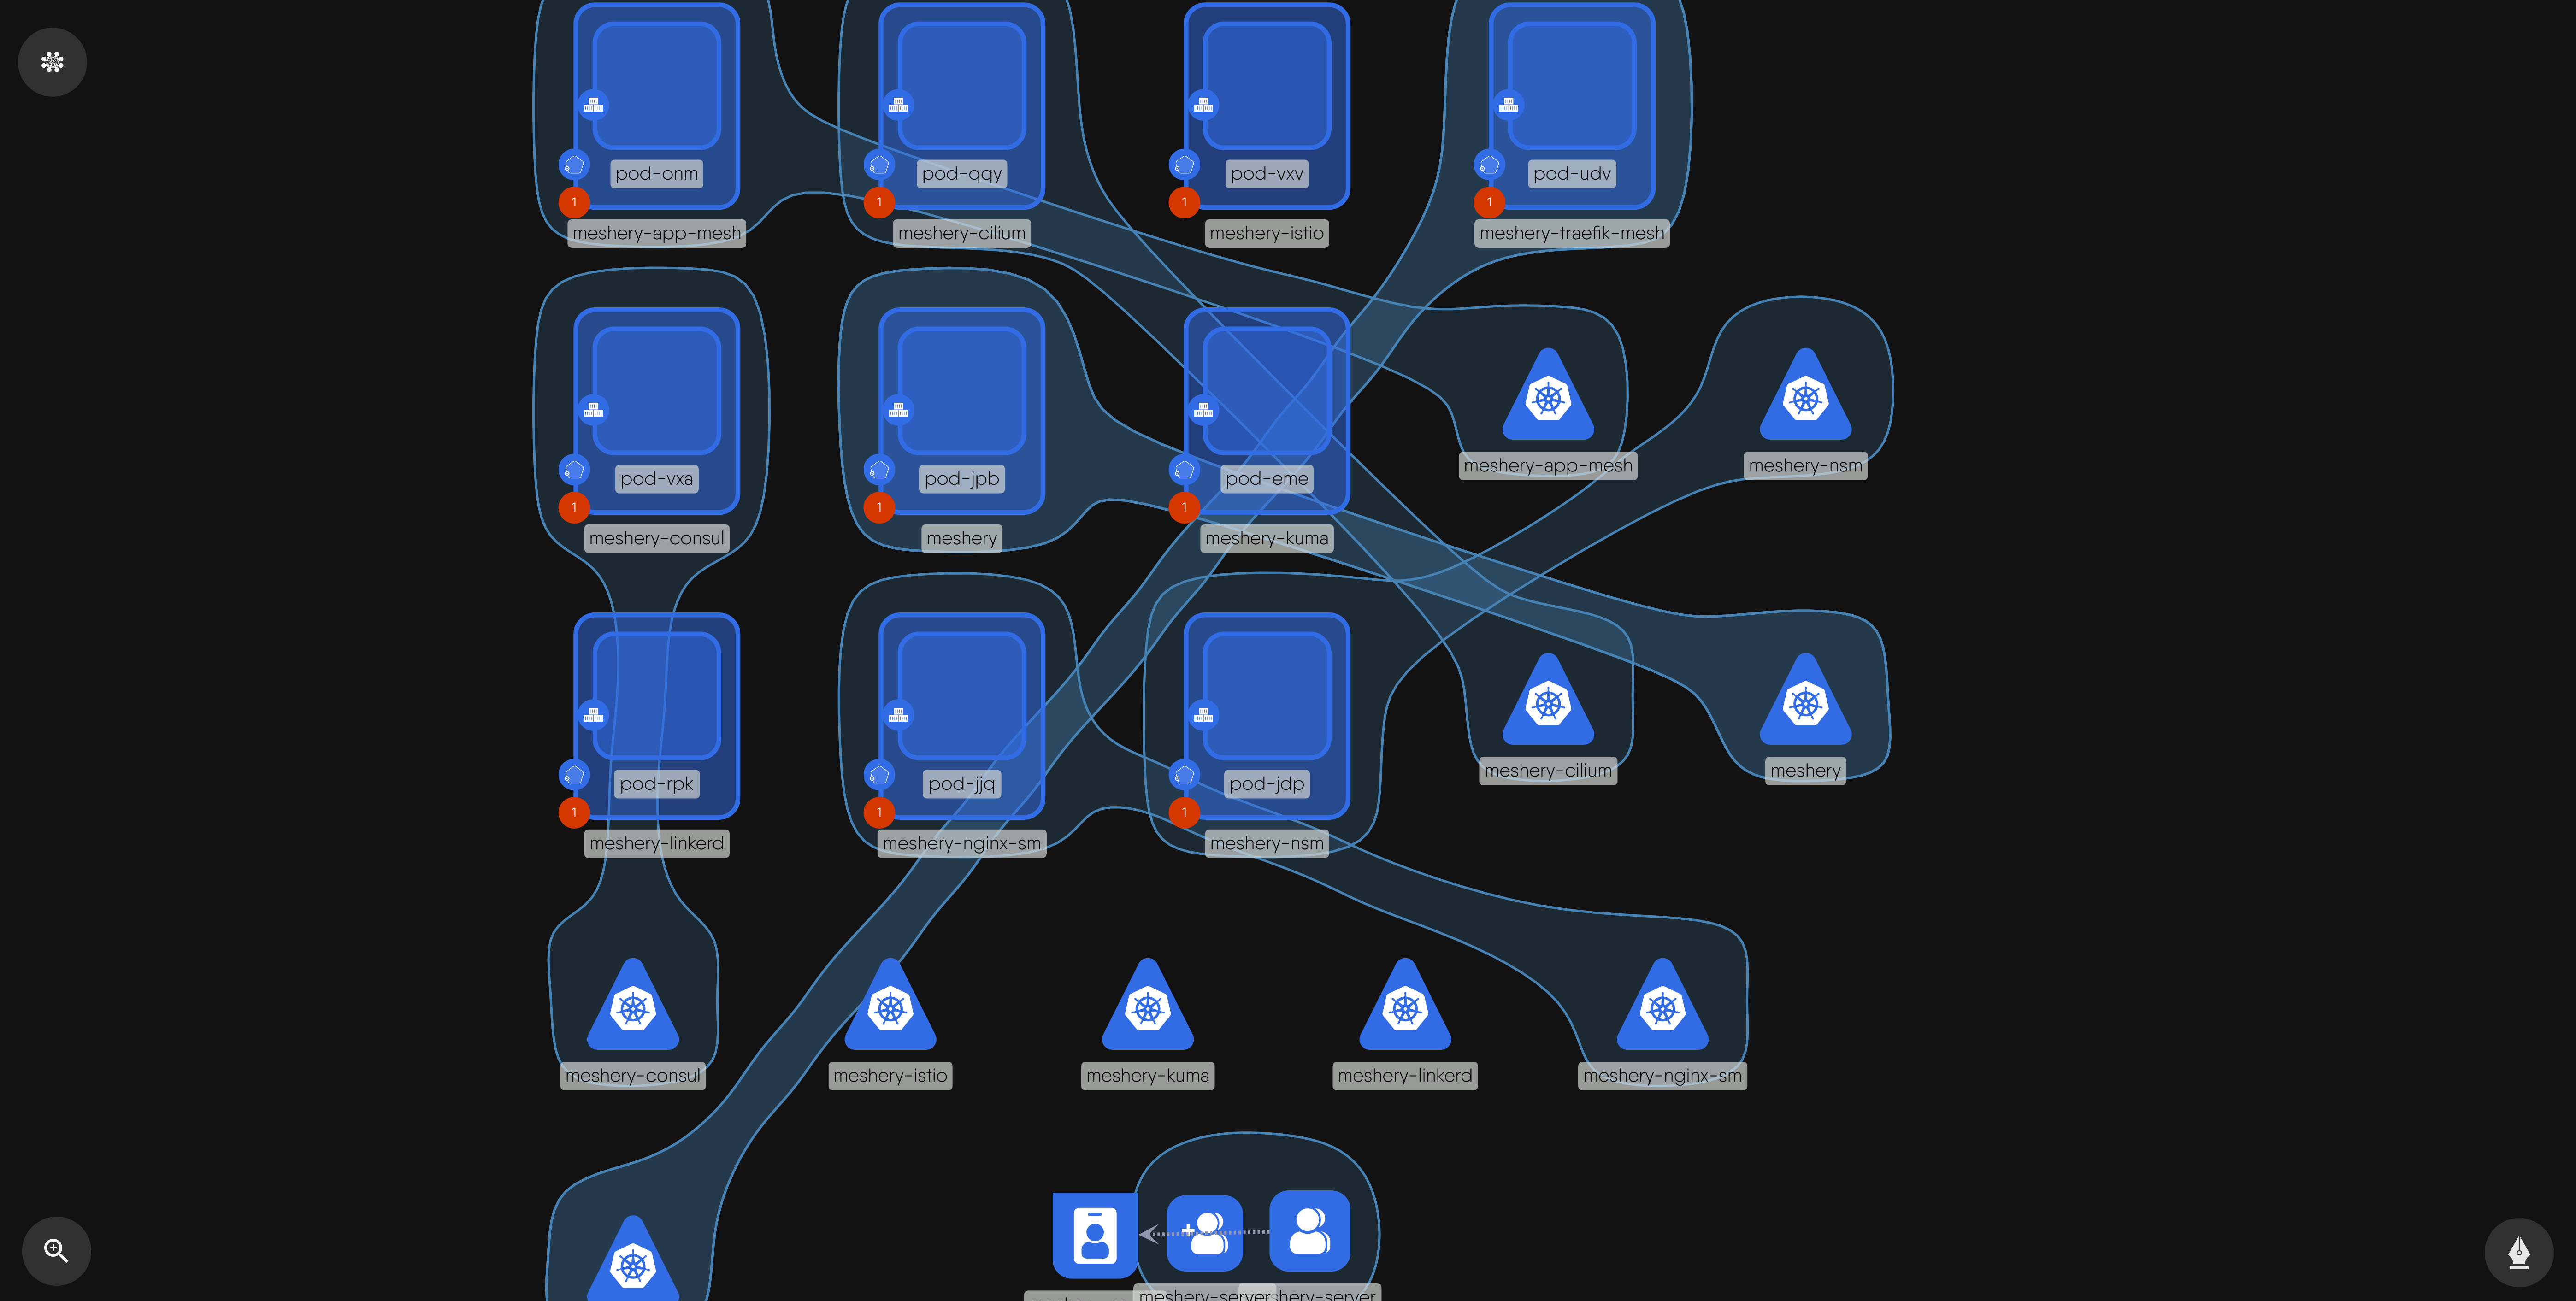 pod-onm
pod-qqy
pod-vxv
pod-udv
1
1
1
1
meshery-app-mesh
meshery-cilium
meshery-istio
meshery-traefik-mesh
pod-vxa
pod-jpb
pod-eme
meshery-app-mesh
meshery-nsm
1
1
1
meshery-consul
meshery
meshery-kuma
pod-rpk
pod-jjq
pod-jdp
meshery-cilium
meshery
1
1
1
meshery-linkerd
meshery-nginx-sm
meshery-nsm
meshery-consul
meshery-istio
meshery-kuma
meshery-linkerd
meshery-nginx-sm
meshery-server